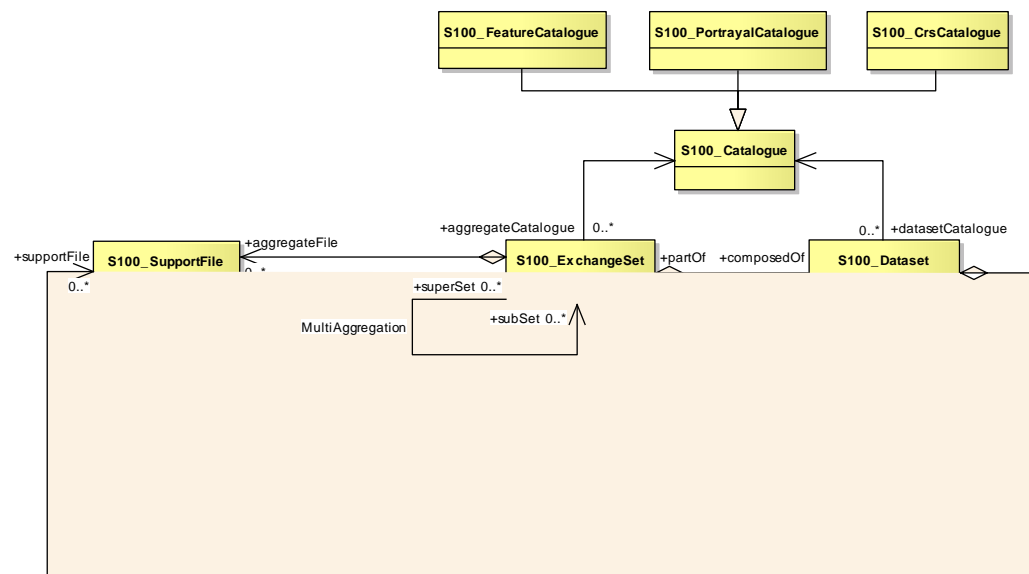 S100_FeatureCatalogue
S100_PortrayalCatalogue
S100_CrsCatalogue
S100_Catalogue
+aggregateCatalogue 0..*
0..* +datasetCatalogue
+supportFile
0..*
S100_SupportFile
+aggregateFile
0..*
S100_ExchangeSet
+partOf
+composedOf
S100_Dataset
+superSet 0..*
+subSet 0..*
MultiAggregation